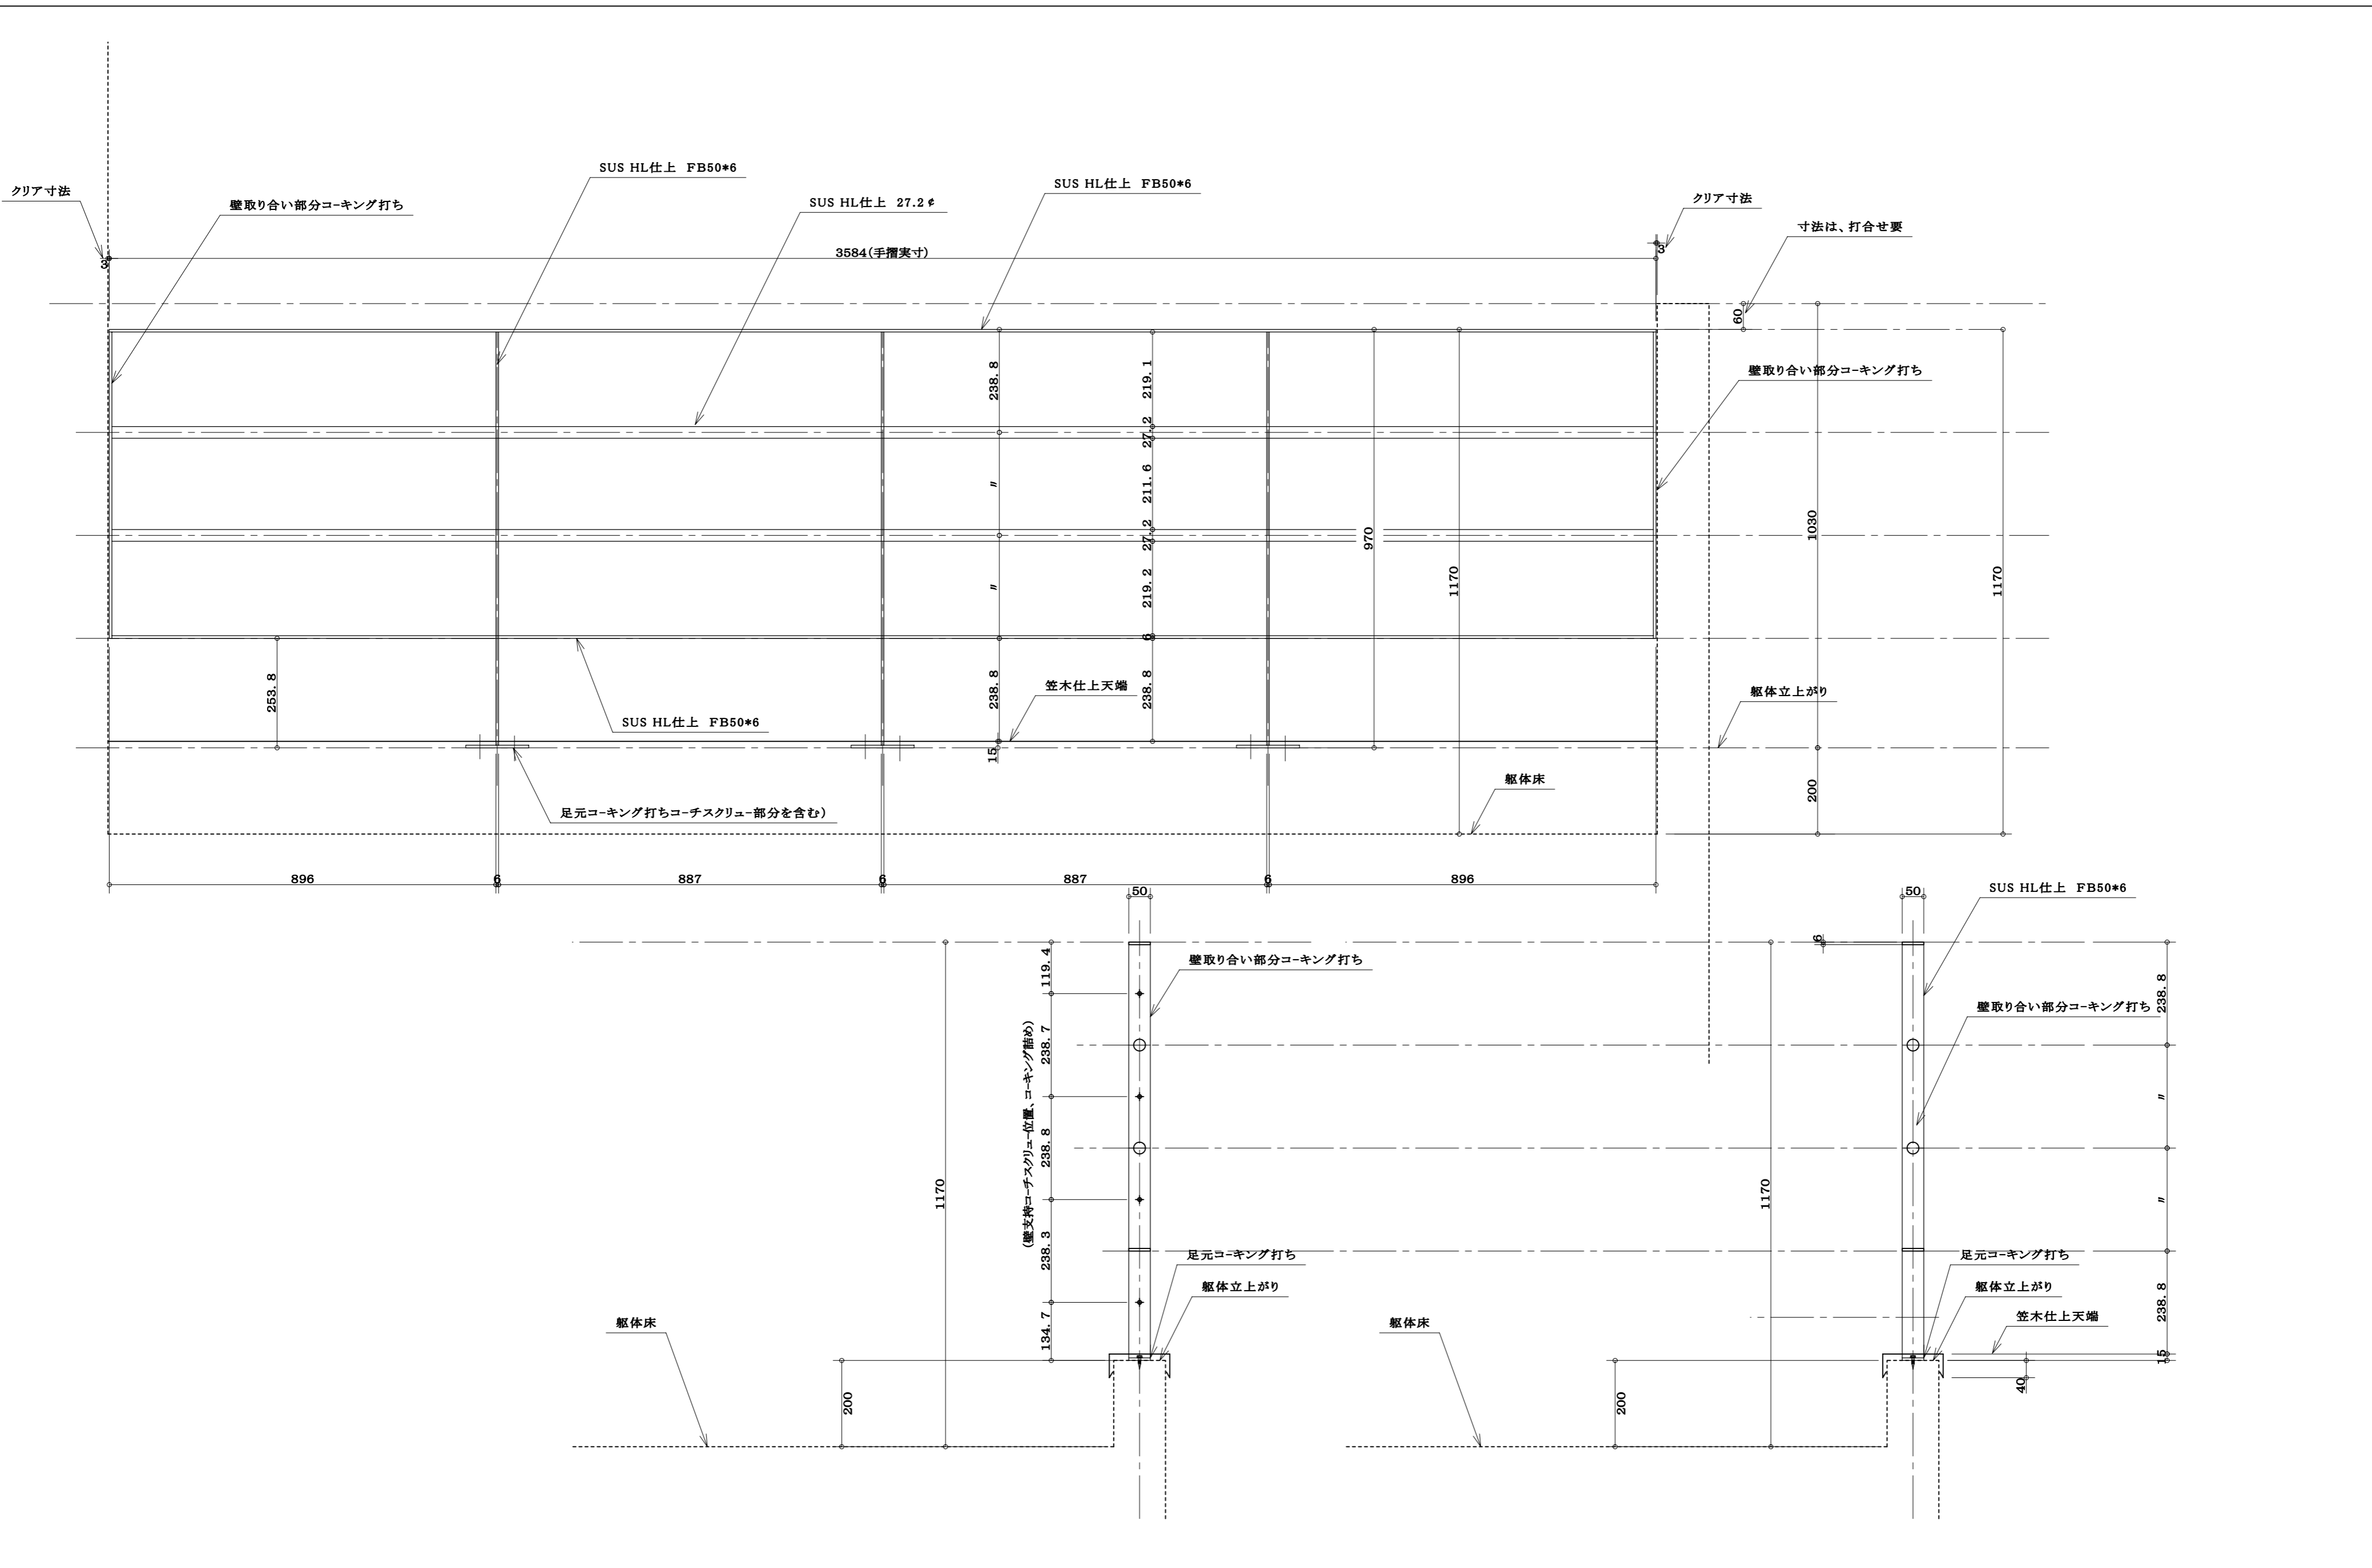 SUS HL仕上　FB50*6
SUS HL仕上　FB50*6
クリア寸法
クリア寸法
壁取り合い部分コーキング打ち
SUS HL仕上　27.2¢
寸法は、打合せ要
3584(手摺実寸)
3
3
60
238. 8
219. 1
壁取り合い部分コーキング打ち
27. 2
211. 6
〃
27. 2
970
1030
1170
1170
219. 2
〃
6
253. 8
238. 8
238. 8
笠木仕上天端
躯体立上がり
SUS HL仕上　FB50*6
15
躯体床
200
足元コーキング打ちコーチスクリュー部分を含む)
896
6
887
6
887
6
896
50
50
SUS HL仕上　FB50*6
6
119. 4
壁取り合い部分コーキング打ち
238. 8
壁取り合い部分コーキング打ち
238. 7
(壁支持コーチスクリュー位置、コーキング詰め)
〃
238. 8
1170
1170
〃
238. 3
足元コーキング打ち
足元コーキング打ち
躯体立上がり
躯体立上がり
238. 8
134. 7
躯体床
躯体床
笠木仕上天端
15
40
200
200